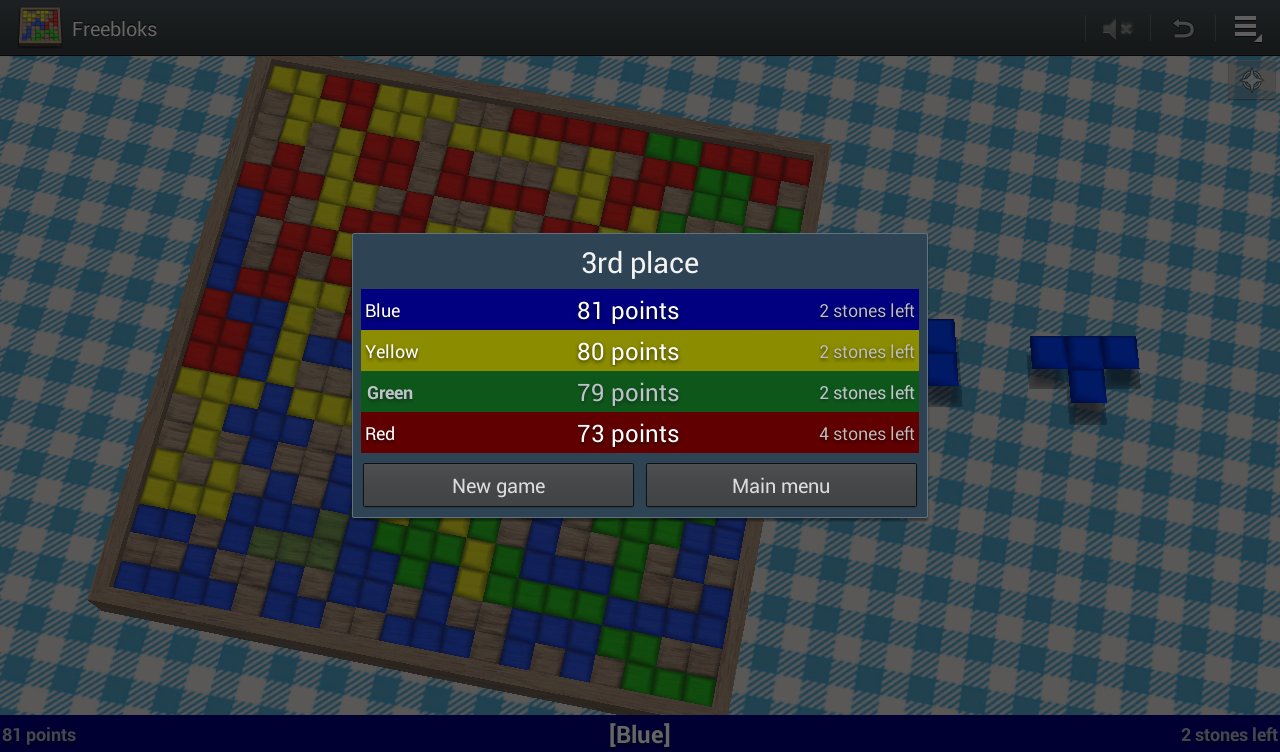 Freebloks
3rd place
Blue 81 points 2 stones left
Yellow 80 points 2 stones left
Green 79 points 2 stones left
Red 73 points 4 stones left
New game Main menu
81 points [Blue] 2 stones left